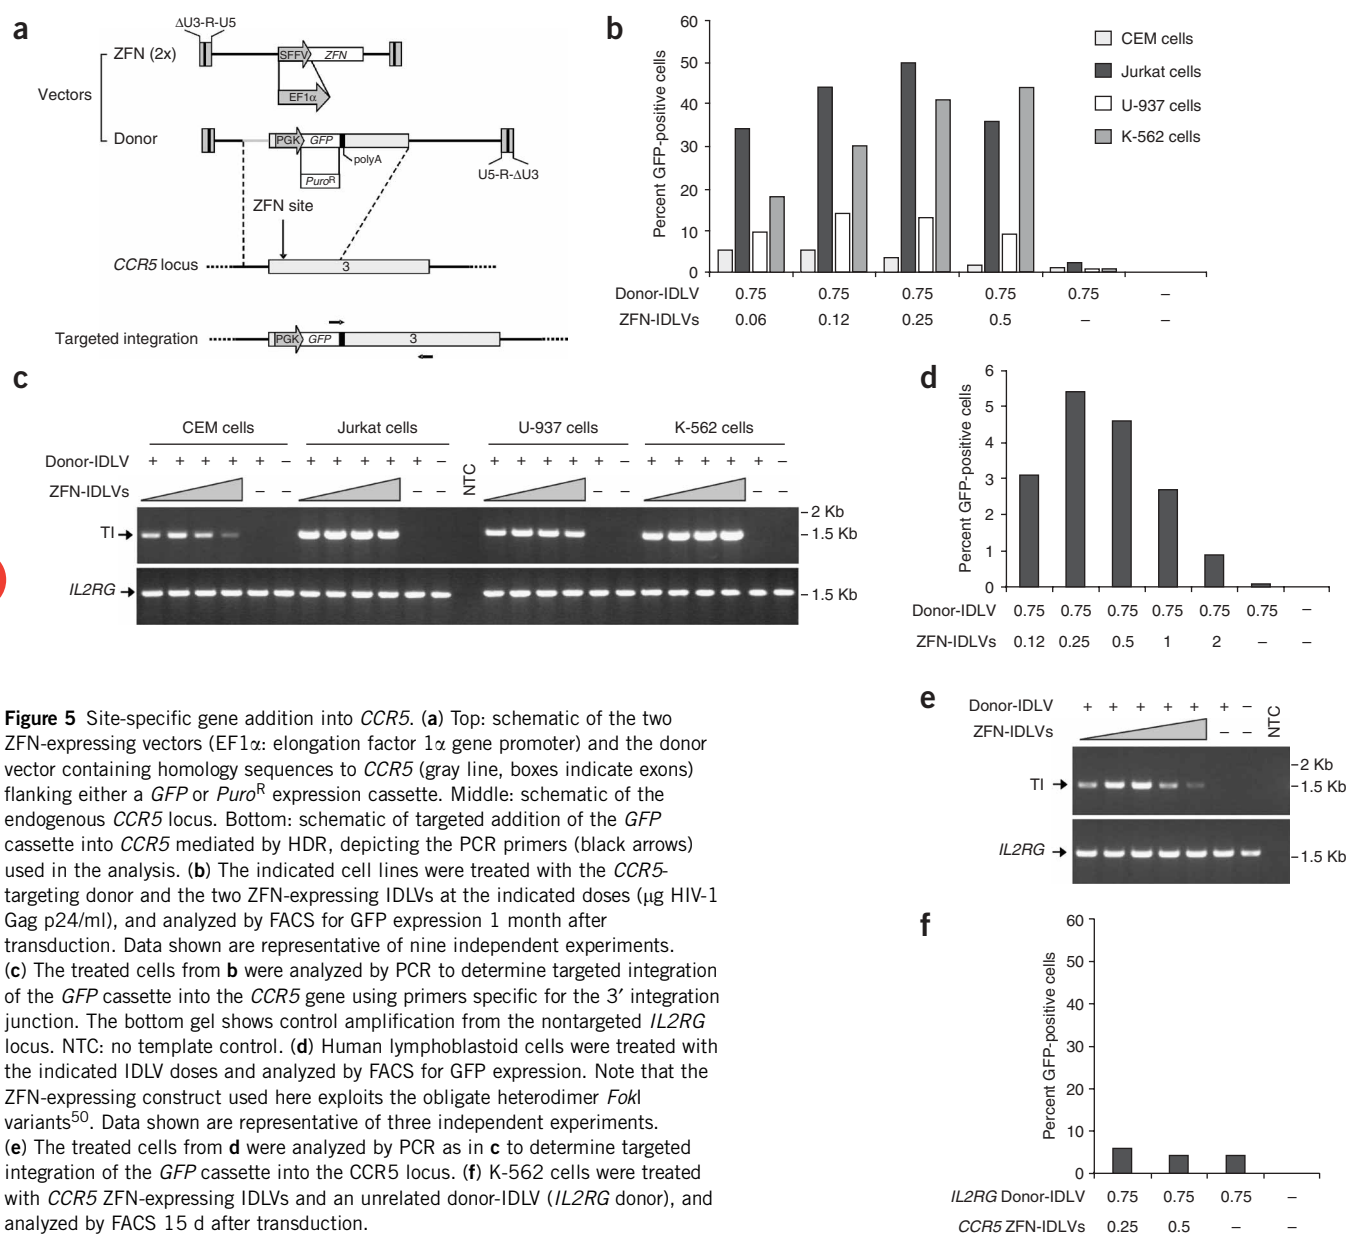 a
ΔU3-R-U5
ZFN (2x)
SFFV ZFN
EF1α
Vectors
Donor
PGK GFP
polyA
Puro^R
U5-R-ΔU3
ZFN site
CCR5 locus
3
Targeted integration
PGK GFP 3
b
60
50
40
30
20
10
0
Percent GFP-positive cells
CEM cells
Jurkat cells
U-937 cells
K-562 cells
Donor-IDLV 0.75 0.75 0.75 0.75 0.75 –
ZFN-IDLVs 0.06 0.12 0.25 0.5 – –
c
CEM cells Jurkat cells U-937 cells K-562 cells
Donor-IDLV + + + + + – + + + + + – NTC + + + + + – + + + + + –
ZFN-IDLVs – – – – – – – –
TI
2 Kb
1.5 Kb
IL2RG
1.5 Kb
d
6
5
4
3
2
1
0
Percent GFP-positive cells
Donor-IDLV 0.75 0.75 0.75 0.75 0.75 0.75 –
ZFN-IDLVs 0.12 0.25 0.5 1 2 – –
Figure 5 Site-specific gene addition into CCR5. (a) Top: schematic of the two
ZFN-expressing vectors (EF1α: elongation factor 1α gene promoter) and the donor
vector containing homology sequences to CCR5 (gray line, boxes indicate exons)
flanking either a GFP or Puro^R expression cassette. Middle: schematic of the
endogenous CCR5 locus. Bottom: schematic of targeted addition of the GFP
cassette into CCR5 mediated by HDR, depicting the PCR primers (black arrows)
used in the analysis. (b) The indicated cell lines were treated with the CCR5-
targeting donor and the two ZFN-expressing IDLVs at the indicated doses (μg HIV-1
Gag p24/ml), and analyzed by FACS for GFP expression 1 month after
transduction. Data shown are representative of nine independent experiments.
(c) The treated cells from b were analyzed by PCR to determine targeted integration
of the GFP cassette into the CCR5 gene using primers specific for the 3′ integration
junction. The bottom gel shows control amplification from the nontargeted IL2RG
locus. NTC: no template control. (d) Human lymphoblastoid cells were treated with
the indicated IDLV doses and analyzed by FACS for GFP expression. Note that the
ZFN-expressing construct used here exploits the obligate heterodimer FokI
variants50. Data shown are representative of three independent experiments.
(e) The treated cells from d were analyzed by PCR as in c to determine targeted
integration of the GFP cassette into the CCR5 locus. (f) K-562 cells were treated
with CCR5 ZFN-expressing IDLVs and an unrelated donor-IDLV (IL2RG donor), and
analyzed by FACS 15 d after transduction.
e
Donor-IDLV + + + + + + – NTC
ZFN-IDLVs – –
TI
2 Kb
1.5 Kb
IL2RG
1.5 Kb
f
60
50
40
30
20
10
0
Percent GFP-positive cells
IL2RG Donor-IDLV 0.75 0.75 0.75 –
CCR5 ZFN-IDLVs 0.25 0.5 – –